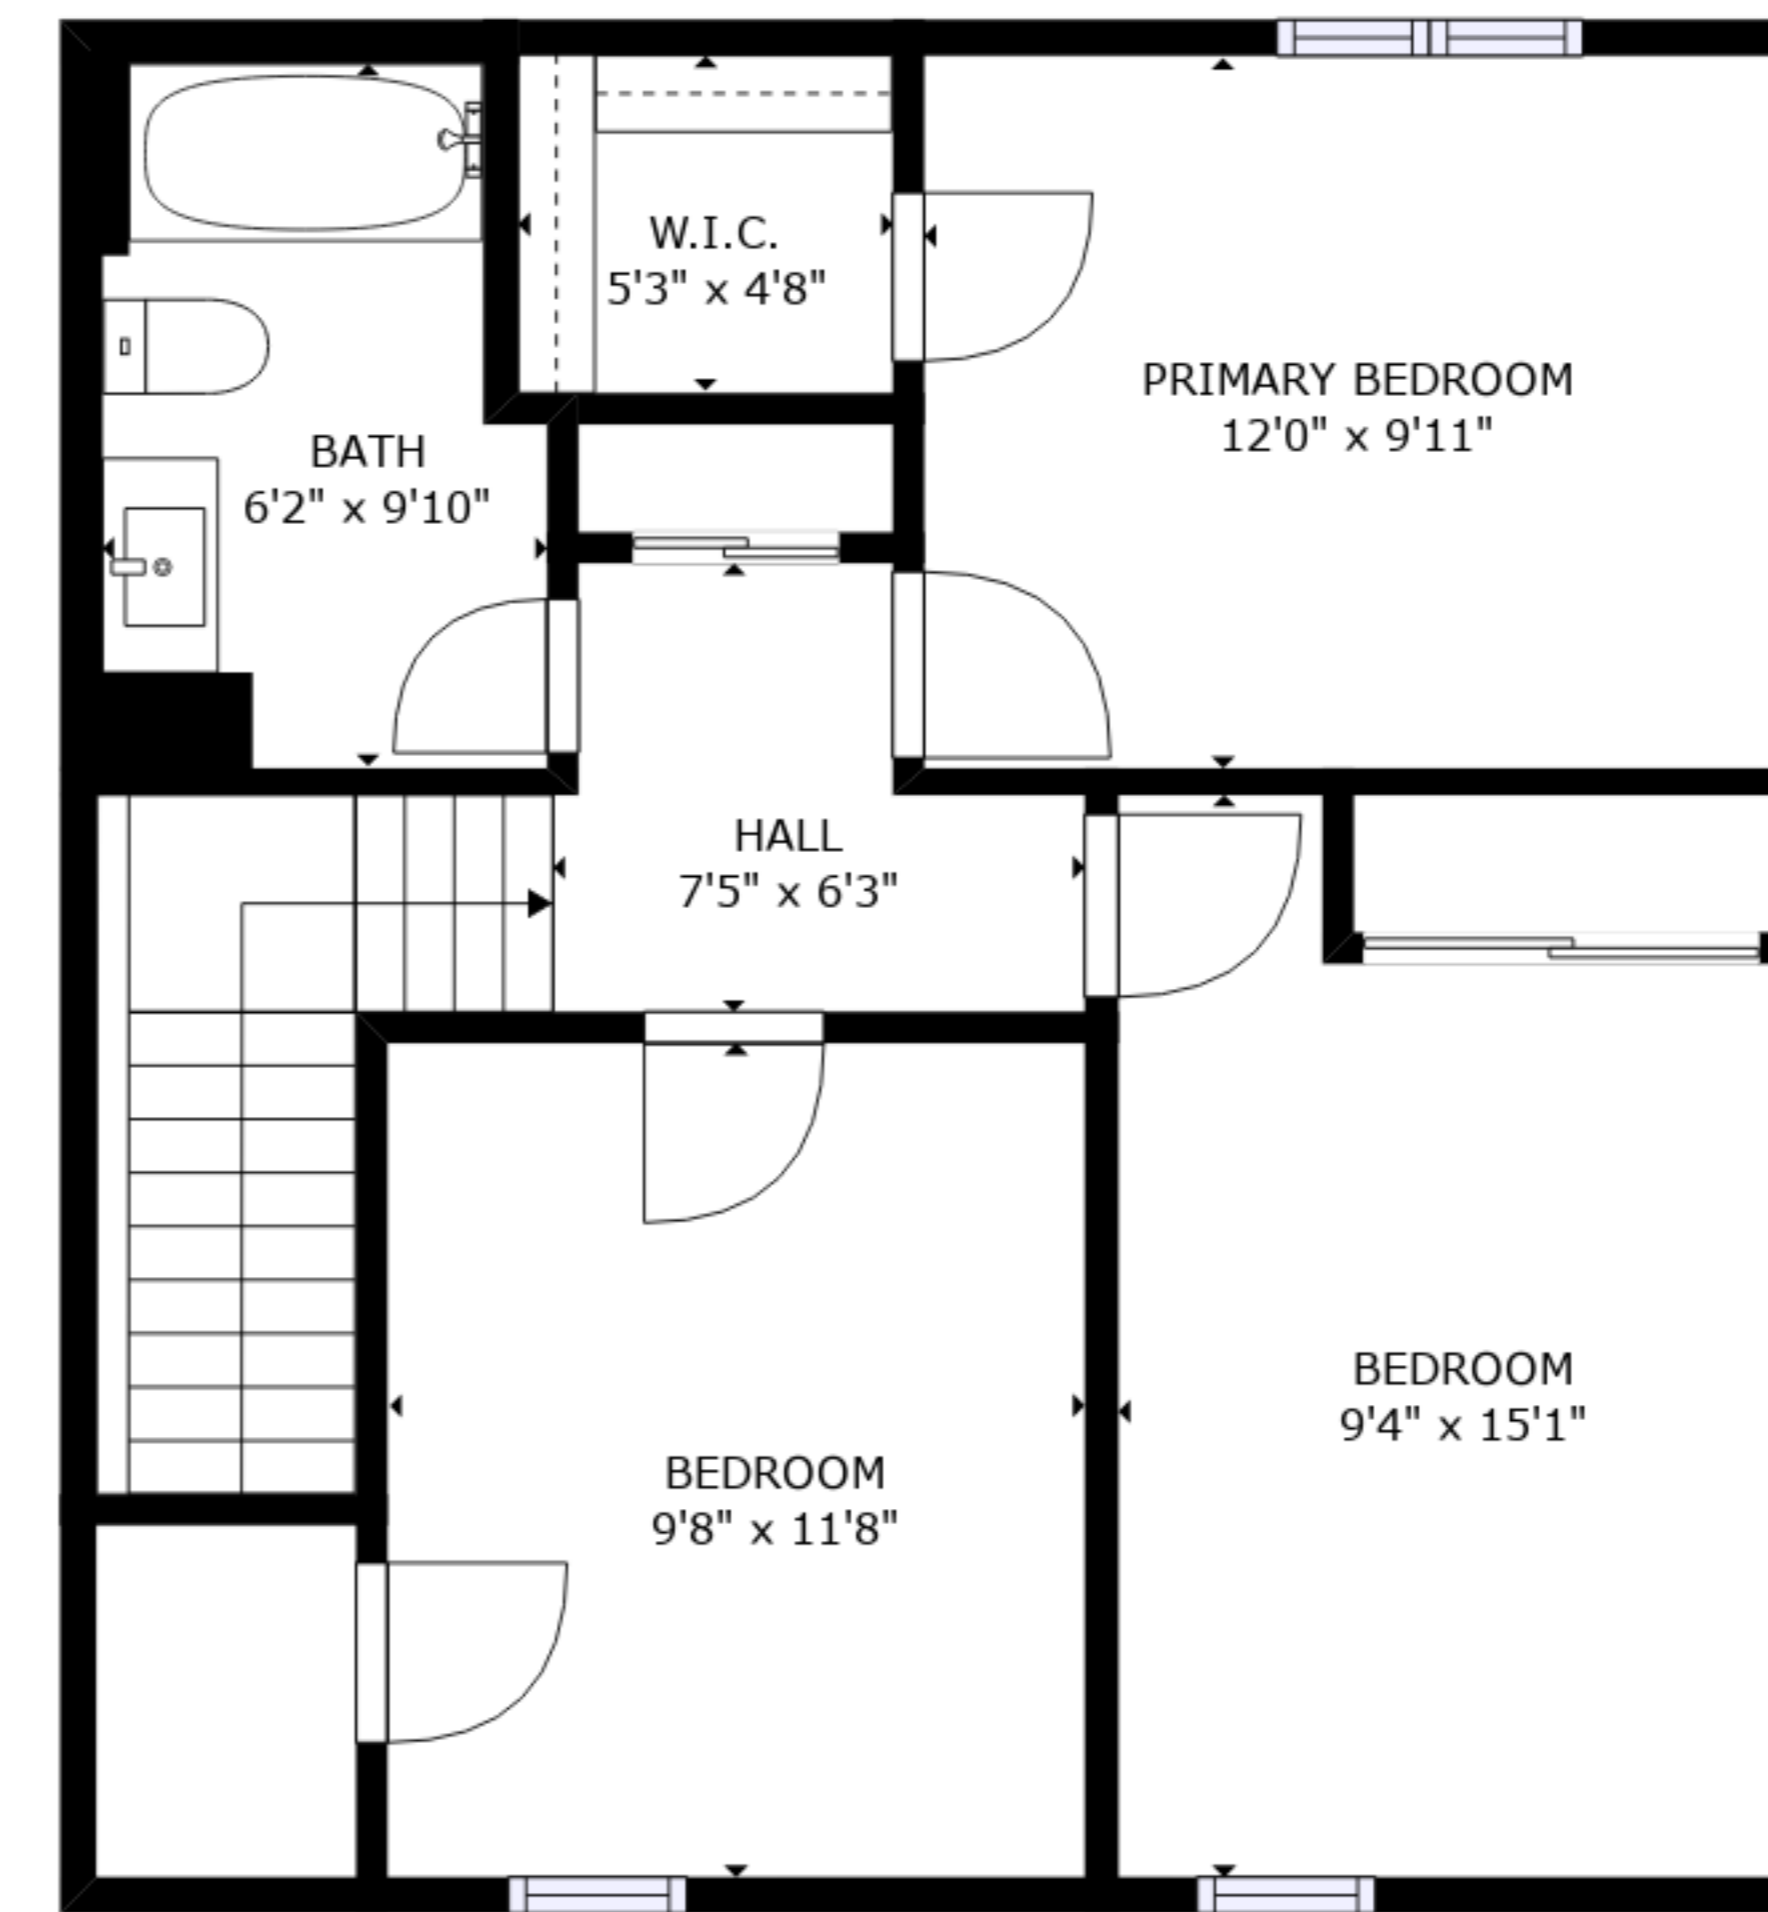 W.I.C.
5'3" x 4'8"
PRIMARY BEDROOM
12'0" x 9'11"
BATH
6'2" x 9'10"
HALL
7'5" x 6'3"
BEDROOM
9'4" x 15'1"
BEDROOM
9'8" x 11'8"